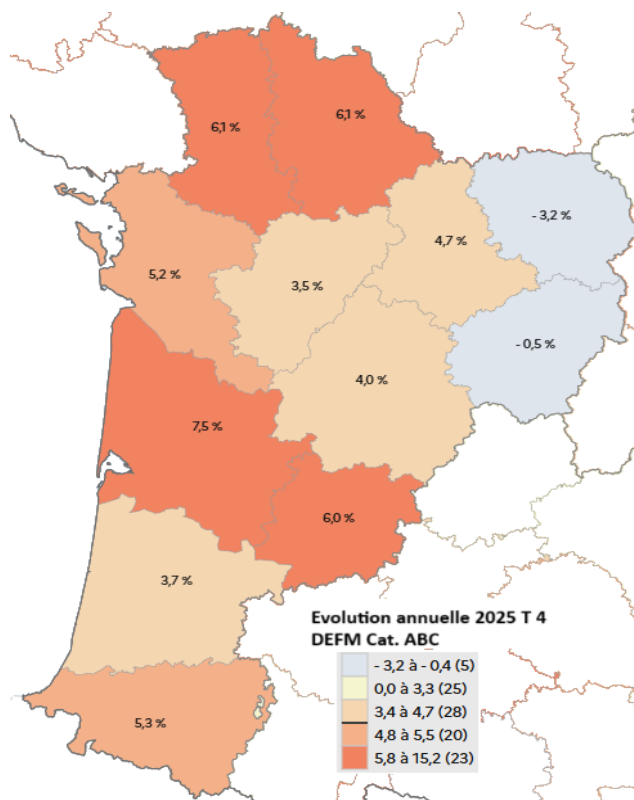 6,1 %
6,1 %
- 3,2 %
4,7 %
5,2 %
3,5 %
- 0,5 %
4,0 %
7,5 %
6,0 %
3,7 %
5,3 %
Evolution annuelle 2025 T 4
DEFM Cat. ABC
- 3,2 à - 0,4 (5)
0,0 à 3,3 (25)
3,4 à 4,7 (28)
4,8 à 5,5 (20)
5,8 à 15,2 (23)